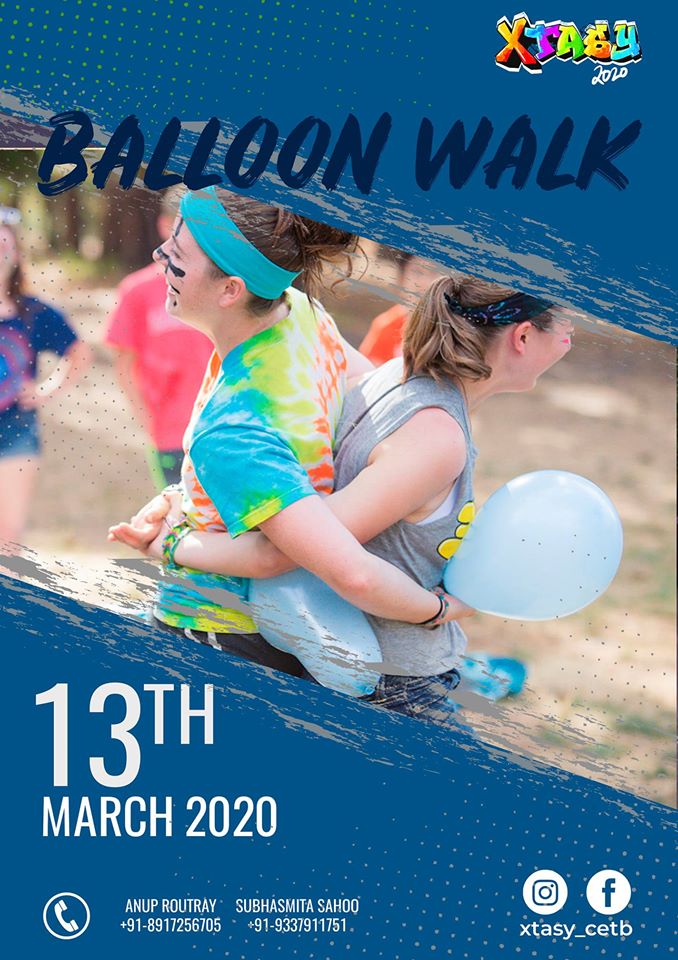 XTASY
2020
BALLOON WALK
13TH
MARCH 2020
ANUP ROUTRAY SUBHASMITA SAHOO
+91-8917256705 +91-9337911751
xtasy_cetb